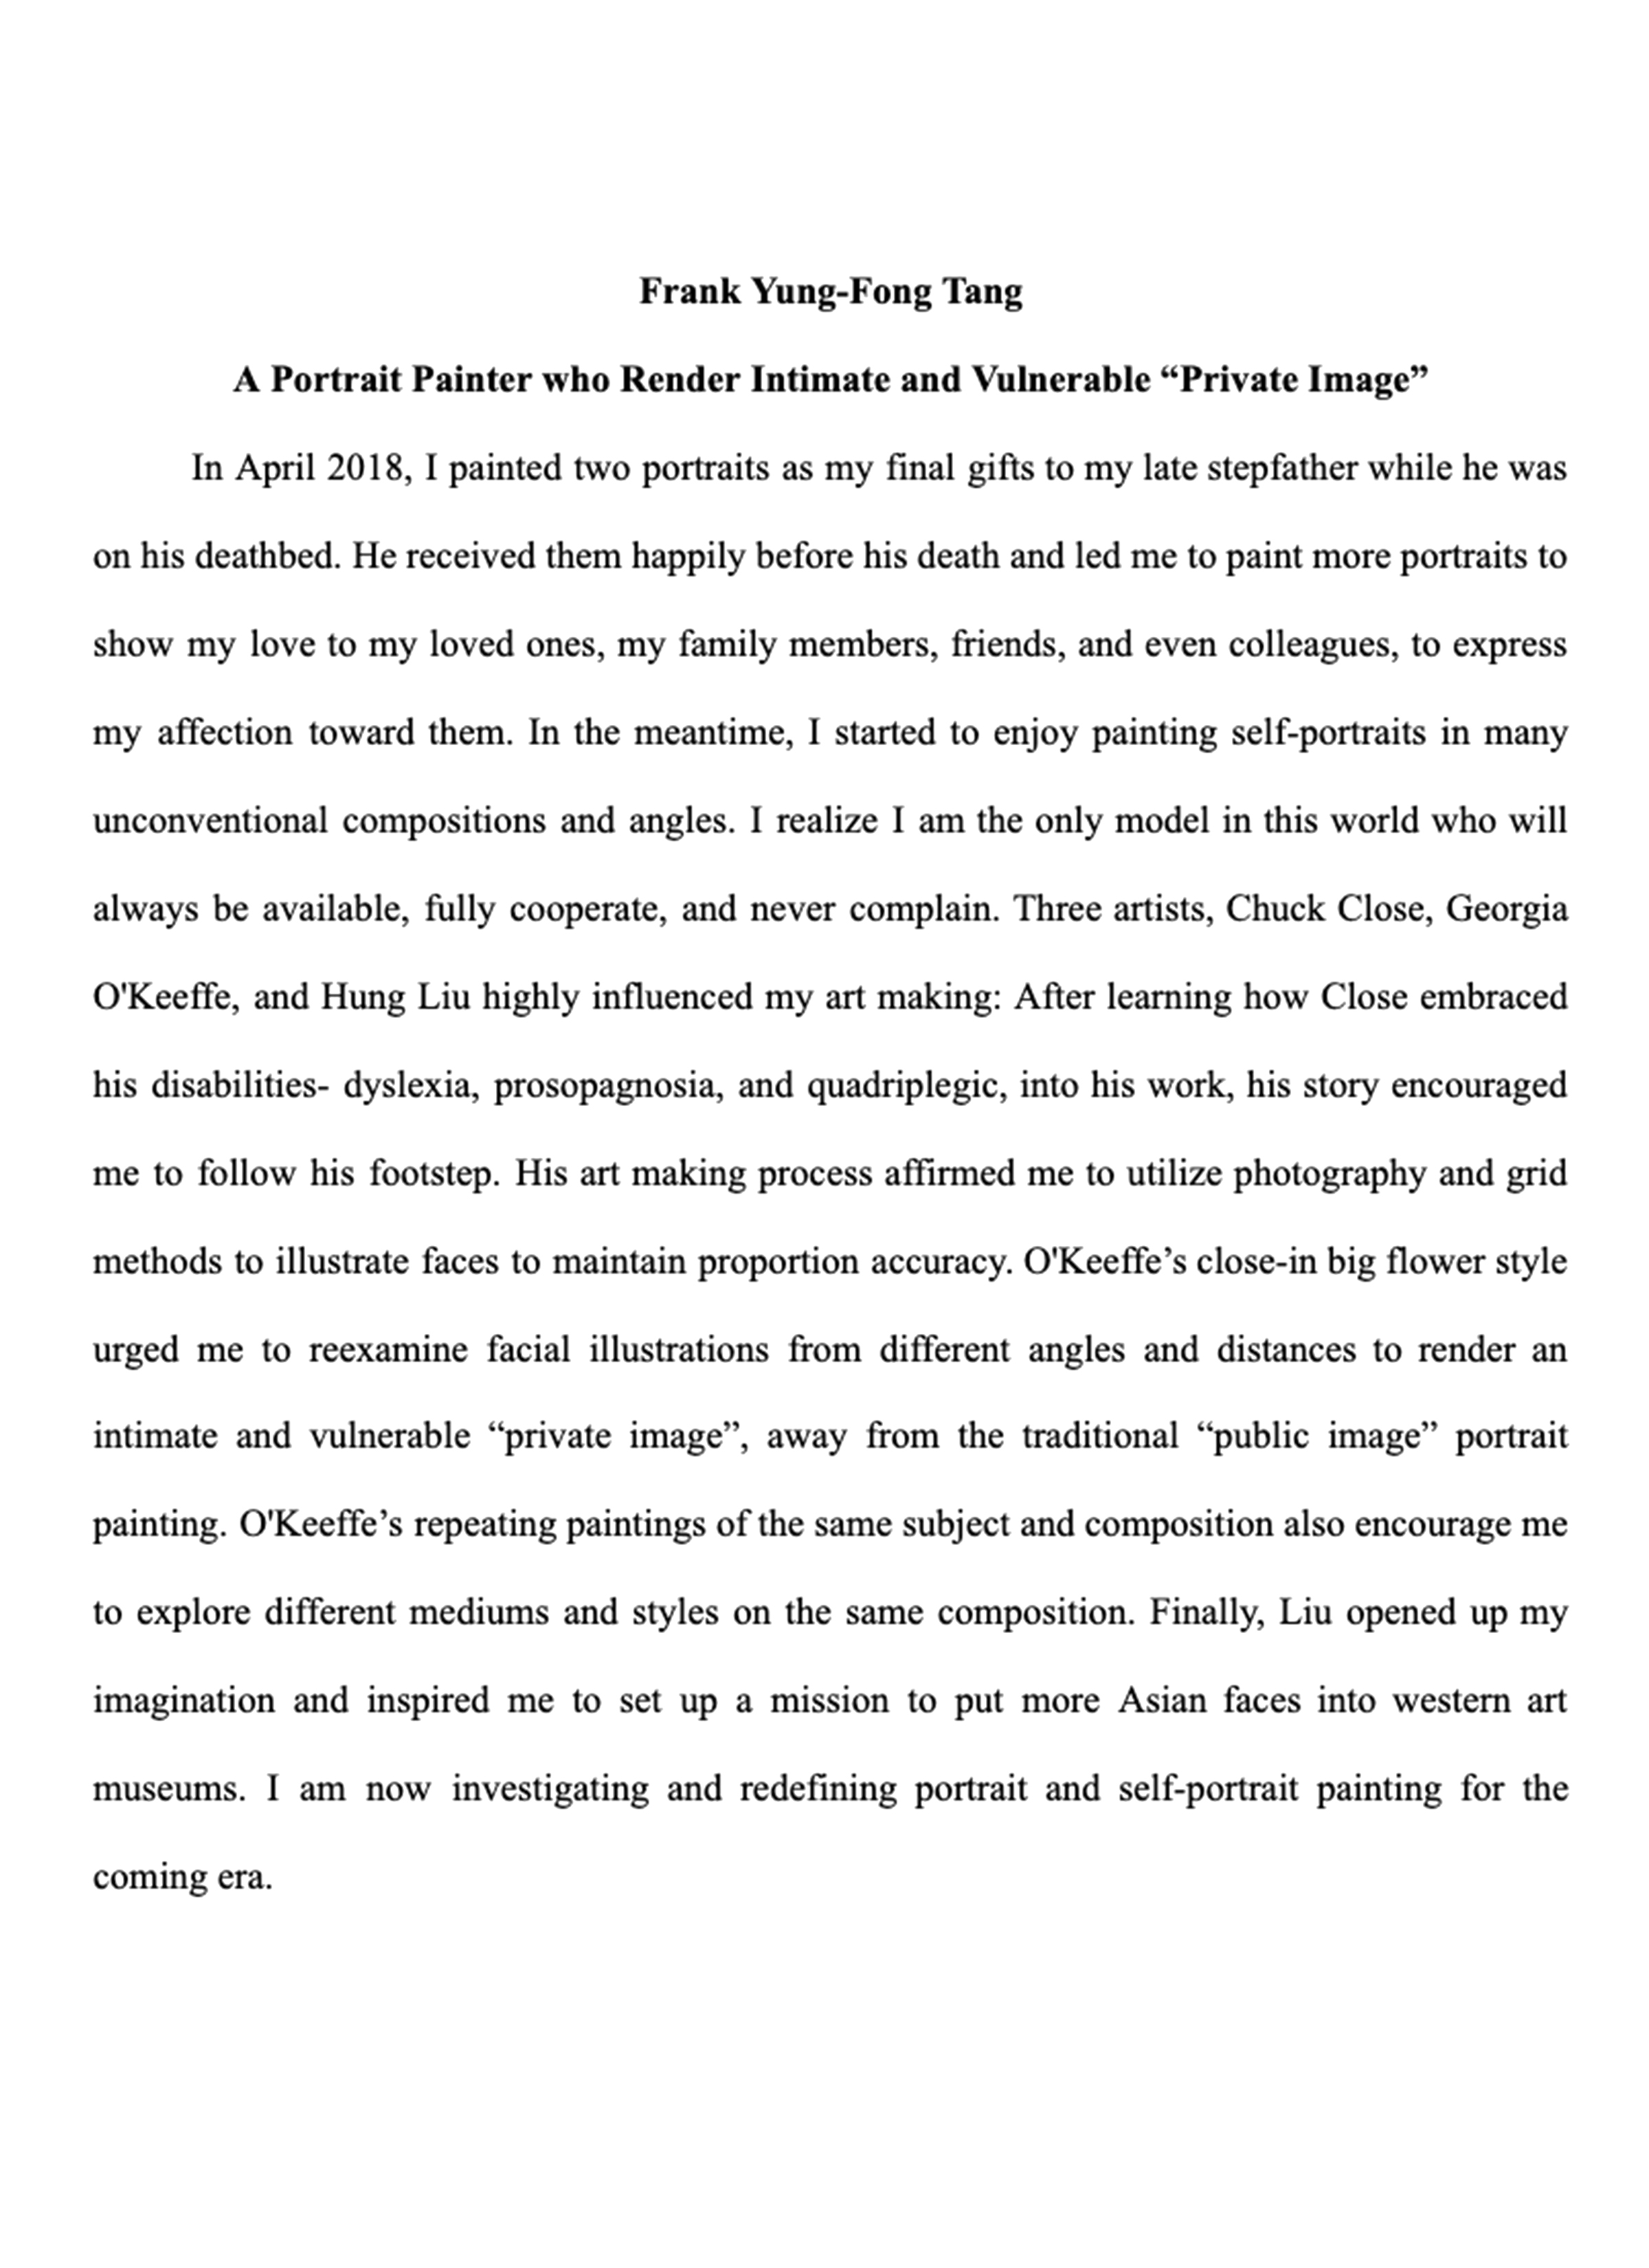 Frank Yung-Fong Tang
A Portrait Painter who Render Intimate and Vulnerable “Private Image”
In April 2018, I painted two portraits as my final gifts to my late stepfather while he was
on his deathbed. He received them happily before his death and led me to paint more portraits to
show my love to my loved ones, my family members, friends, and even colleagues, to express
my affection toward them. In the meantime, I started to enjoy painting self-portraits in many
unconventional compositions and angles. I realize I am the only model in this world who will
always be available, fully cooperate, and never complain. Three artists, Chuck Close, Georgia
O'Keeffe, and Hung Liu highly influenced my art making: After learning how Close embraced
his disabilities- dyslexia, prosopagnosia, and quadriplegic, into his work, his story encouraged
me to follow his footstep. His art making process affirmed me to utilize photography and grid
methods to illustrate faces to maintain proportion accuracy. O'Keeffe’s close-in big flower style
urged me to reexamine facial illustrations from different angles and distances to render an
intimate and vulnerable “private image”, away from the traditional “public image” portrait
painting. O'Keeffe’s repeating paintings of the same subject and composition also encourage me
to explore different mediums and styles on the same composition. Finally, Liu opened up my
imagination and inspired me to set up a mission to put more Asian faces into western art
museums. I am now investigating and redefining portrait and self-portrait painting for the
coming era.